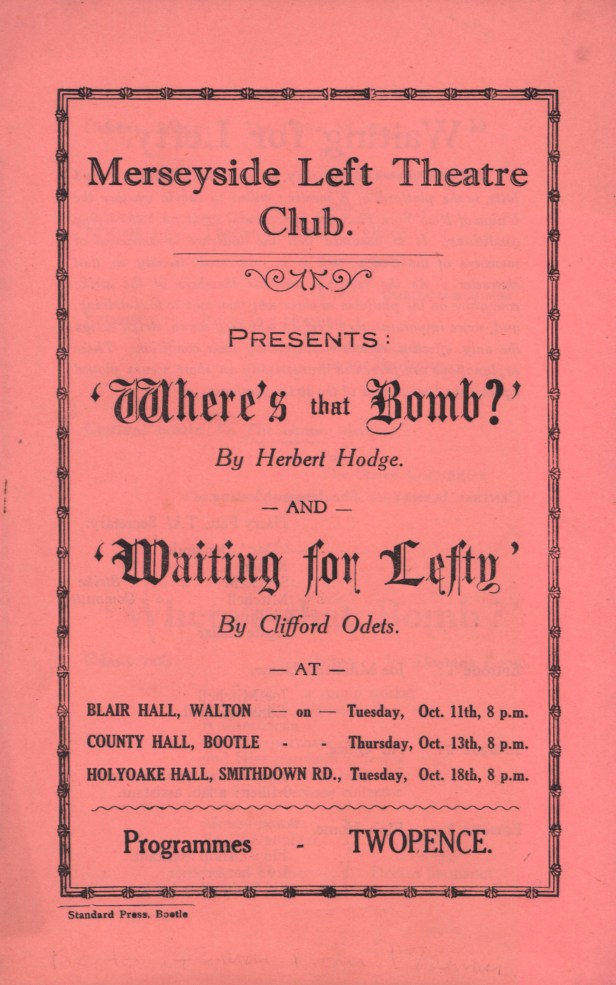 Merseyside Left Theatre
Club.
PRESENTS:
'Where's that Bomb?'
By Herbert Hodge.
— AND —
'Waiting for Lefty'
By Clifford Odets.
— AT —
BLAIR HALL, WALTON — on — Tuesday, Oct. 11th, 8 p.m.
COUNTY HALL, BOOTLE - - Thursday, Oct. 13th, 8 p.m.
HOLYOAKE HALL, SMITHDOWN RD., Tuesday, Oct. 18th, 8 p.m.
Programmes - TWOPENCE.
Standard Press, Bootle